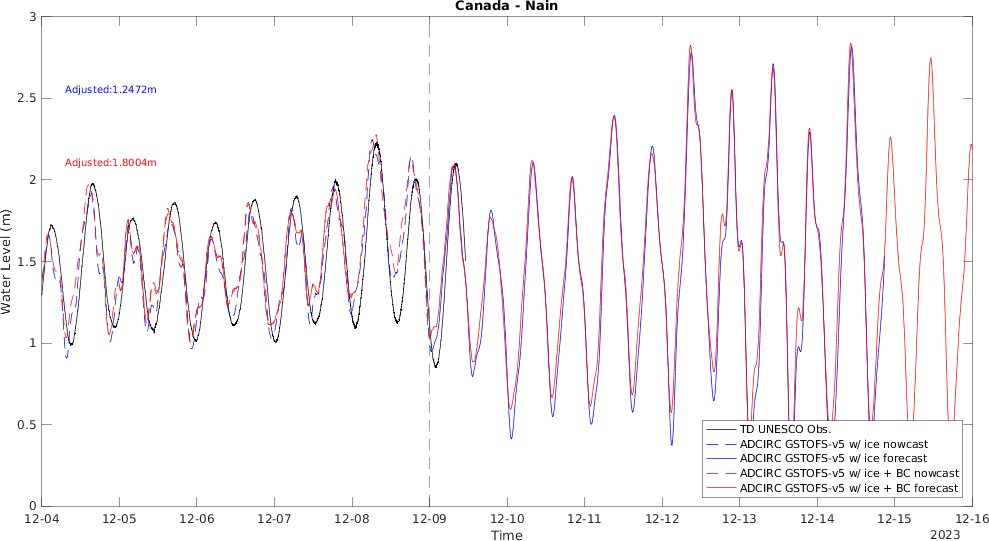 Canada - Nain
3
2.5
2
1.5
1
0.5
0
Water Level (m)
Adjusted:1.2472m
Adjusted:1.8004m
TD UNESCO Obs.
ADCIRC GSTOFS-v5 w/ ice nowcast
ADCIRC GSTOFS-v5 w/ ice forecast
ADCIRC GSTOFS-v5 w/ ice + BC nowcast
ADCIRC GSTOFS-v5 w/ ice + BC forecast
12-04 12-05 12-06 12-07 12-08 12-09 12-10 12-11 12-12 12-13 12-14 12-15 12-16
Time
2023